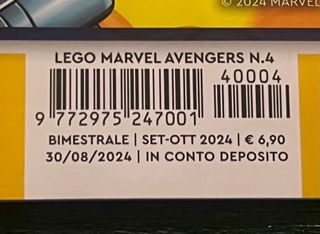 © 2024 MARVEL
LEGO MARVEL AVENGERS N.4
40004
9 772975 247001
BIMESTRALE | SET-OTT 2024 | € 6,90
30/08/2024 | IN CONTO DEPOSITO